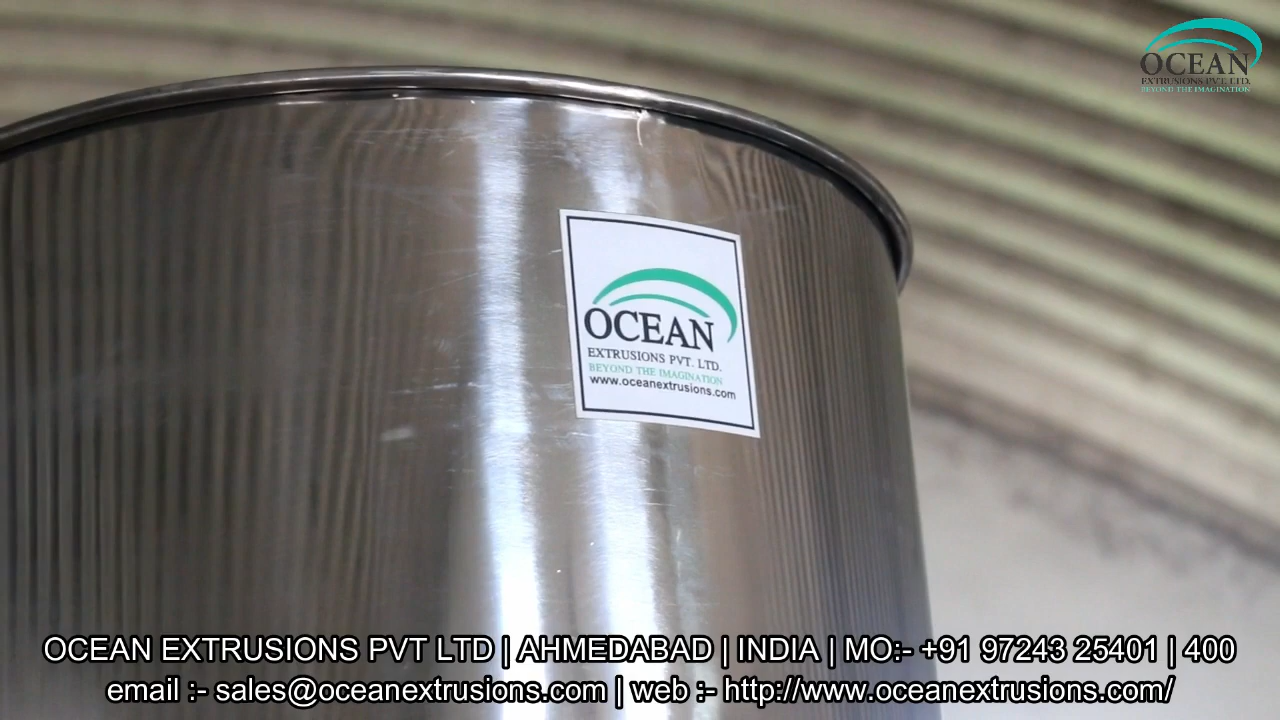 OCEAN
EXTRUSIONS PVT. LTD.
BEYOND THE IMAGINATION
OCEAN
EXTRUSIONS PVT. LTD.
BEYOND THE IMAGINATION
www.oceanextrusions.com
OCEAN EXTRUSIONS PVT LTD | AHMEDABAD | INDIA | MO:- +91 97243 25401 | 400
email :- sales@oceanextrusions.com | web :- http://www.oceanextrusions.com/